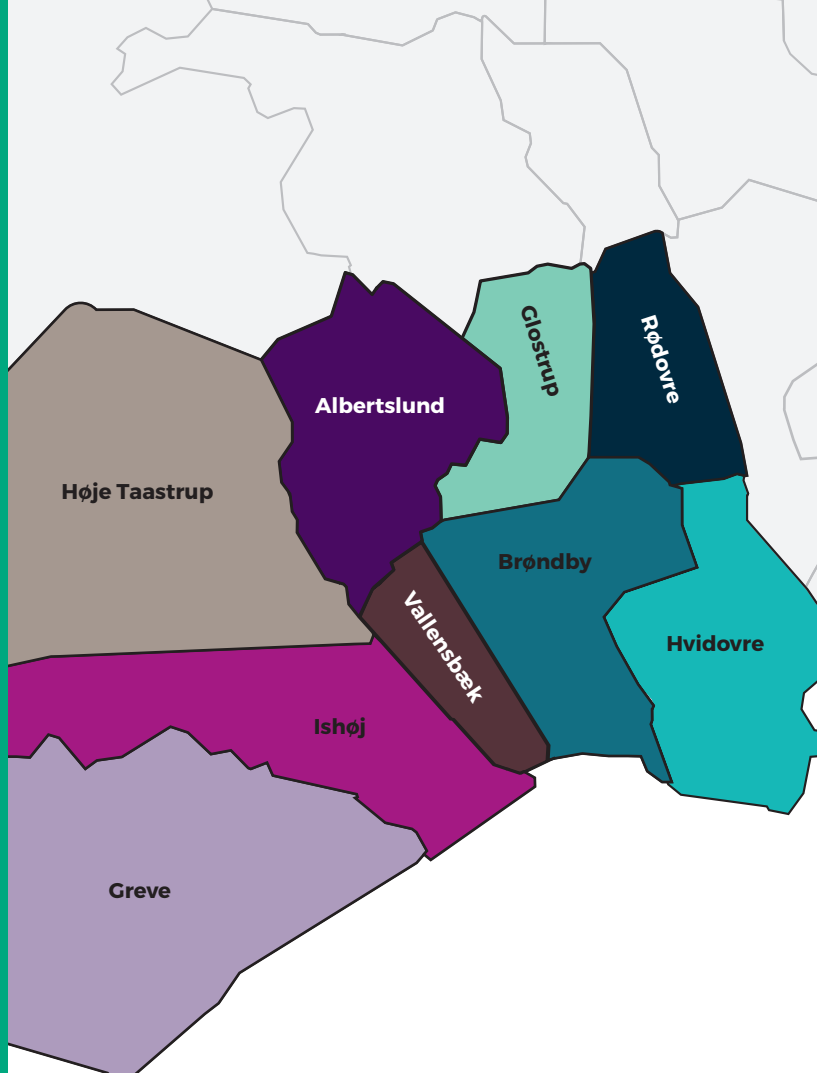 Glostrup
Rødovre
Albertslund
Høje Taastrup
Brøndby
Vallensbæk
Hvidovre
Ishøj
Greve